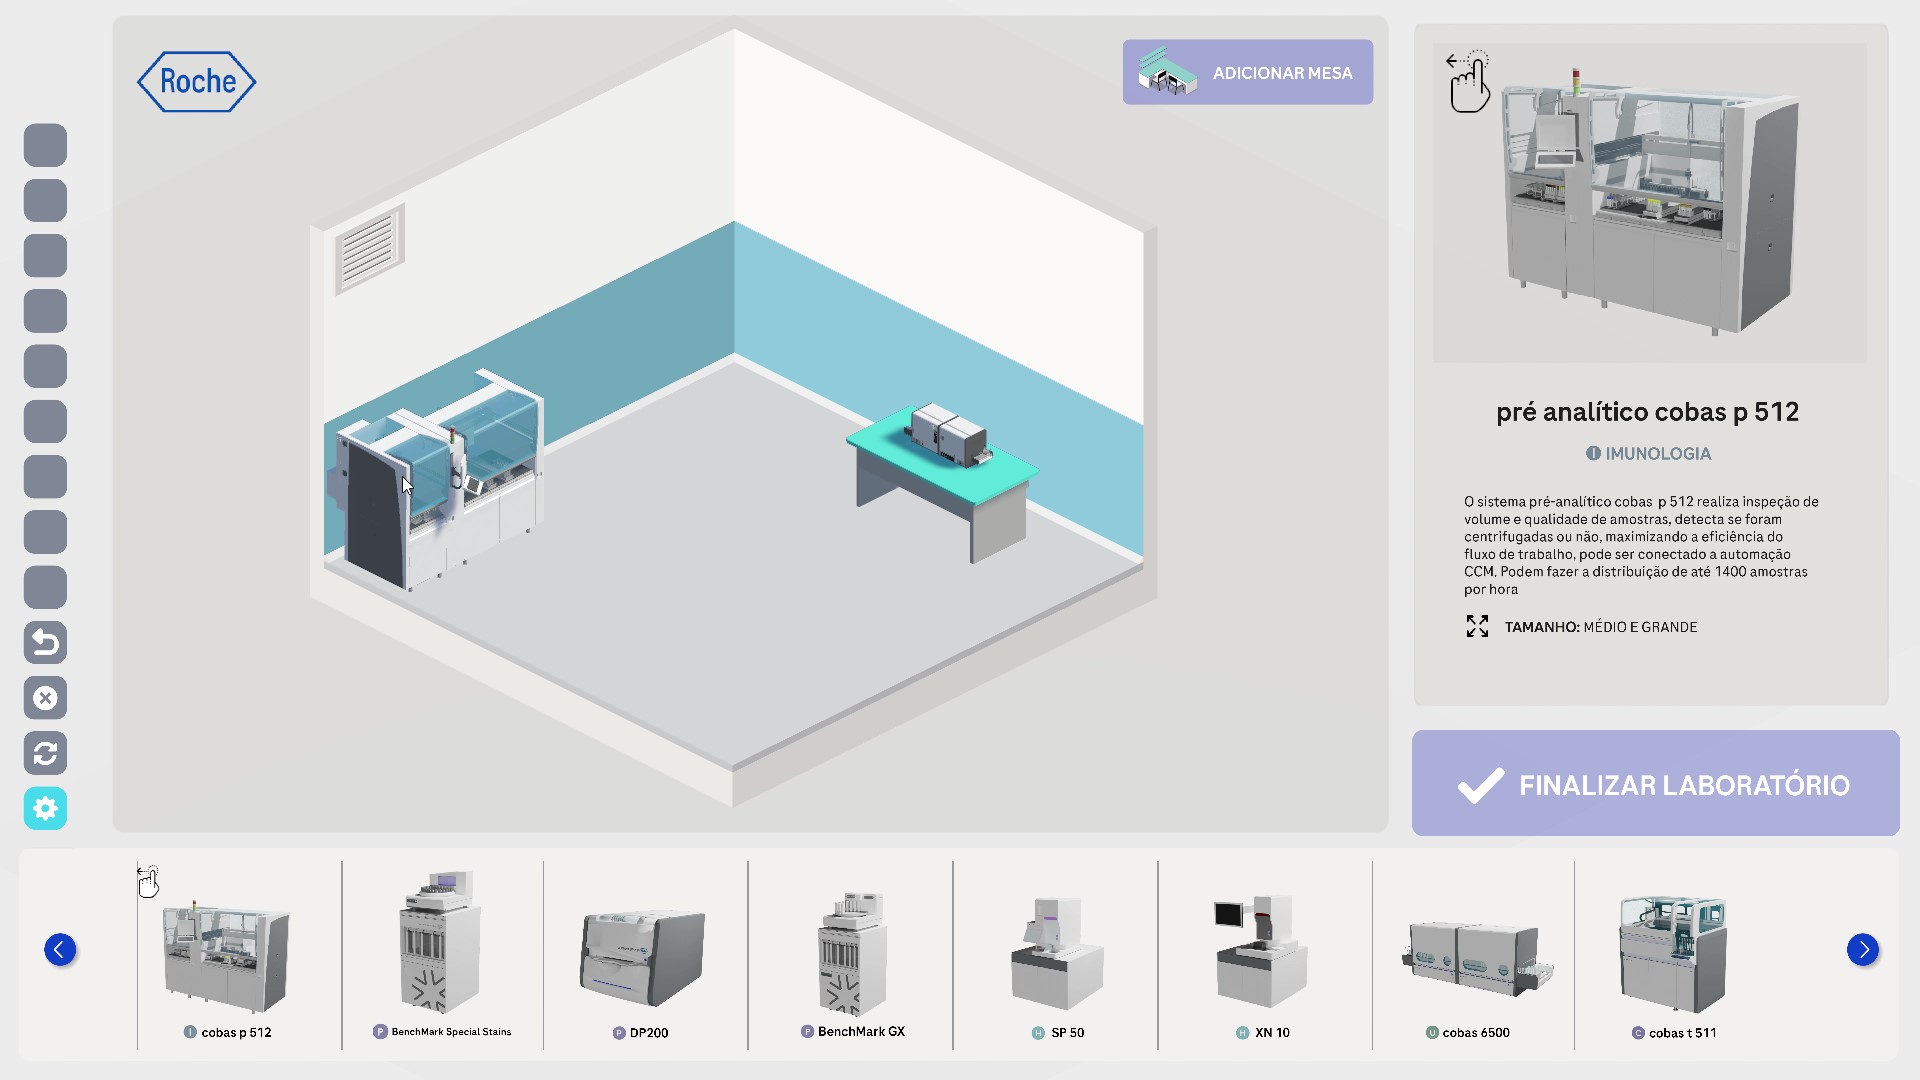 Roche
ADICIONAR MESA
pré analítico cobas p 512
I IMUNOLOGIA
O sistema pré-analítico cobas p 512 realiza inspeção de
volume e qualidade de amostras, detecta se foram
centrifugadas ou não, maximizando a eficiência do
fluxo de trabalho, pode ser conectado a automação
CCM. Podem fazer a distribuição de até 1400 amostras
por hora
TAMANHO: MÉDIO E GRANDE
FINALIZAR LABORATÓRIO
I cobas p 512
P BenchMark Special Stains
P DP200
P BenchMark GX
H SP 50
H XN 10
U cobas 6500
C cobas t 511